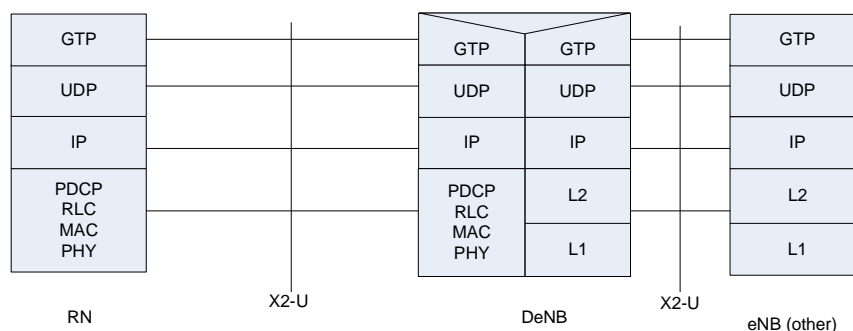 GTP
GTP
GTP
GTP
UDP
UDP
UDP
UDP
IP
IP
IP
IP
PDCP
RLC
MAC
PHY
PDCP
RLC
MAC
PHY
L2
L1
L2
L1
X2-U
X2-U
RN
DeNB
eNB (other)